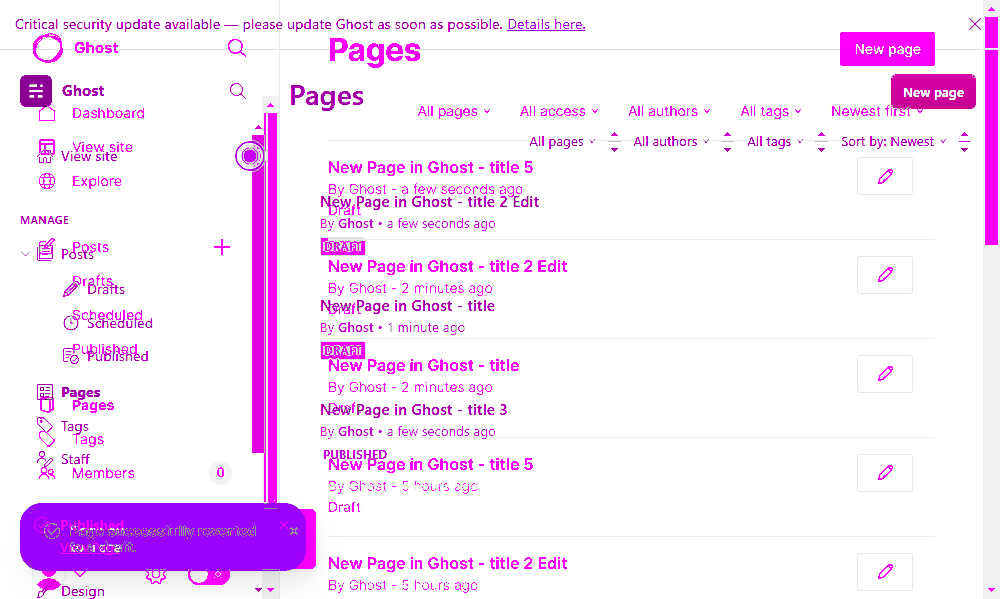 Critical security update available — please update Ghost as soon as possible. Details here.
Ghost
Pages
New page
Ghost
Pages
New page
Dashboard
All pages
All access
All authors
All tags
Newest first
View site
View site
All pages
All authors
All tags
Sort by: Newest
Explore
New Page in Ghost - title 5
By Ghost - a few seconds ago
Draft
New Page in Ghost - title 2 Edit
By Ghost • a few seconds ago
MANAGE
Posts
Posts
DRAFT
New Page in Ghost - title 2 Edit
By Ghost - 2 minutes ago
Draft
Drafts
Drafts
New Page in Ghost - title
By Ghost • 1 minute ago
Scheduled
Scheduled
DRAFT
Published
Published
New Page in Ghost - title
By Ghost - 2 minutes ago
Draft
Pages
Pages
New Page in Ghost - title 3
By Ghost • a few seconds ago
Tags
Tags
PUBLISHED
Staff
Members
0
New Page in Ghost - title 5
By Ghost - 5 hours ago
Draft
Published
Page successfully reverted
to a draft.
New Page in Ghost - title 2 Edit
By Ghost - 5 hours ago
Design